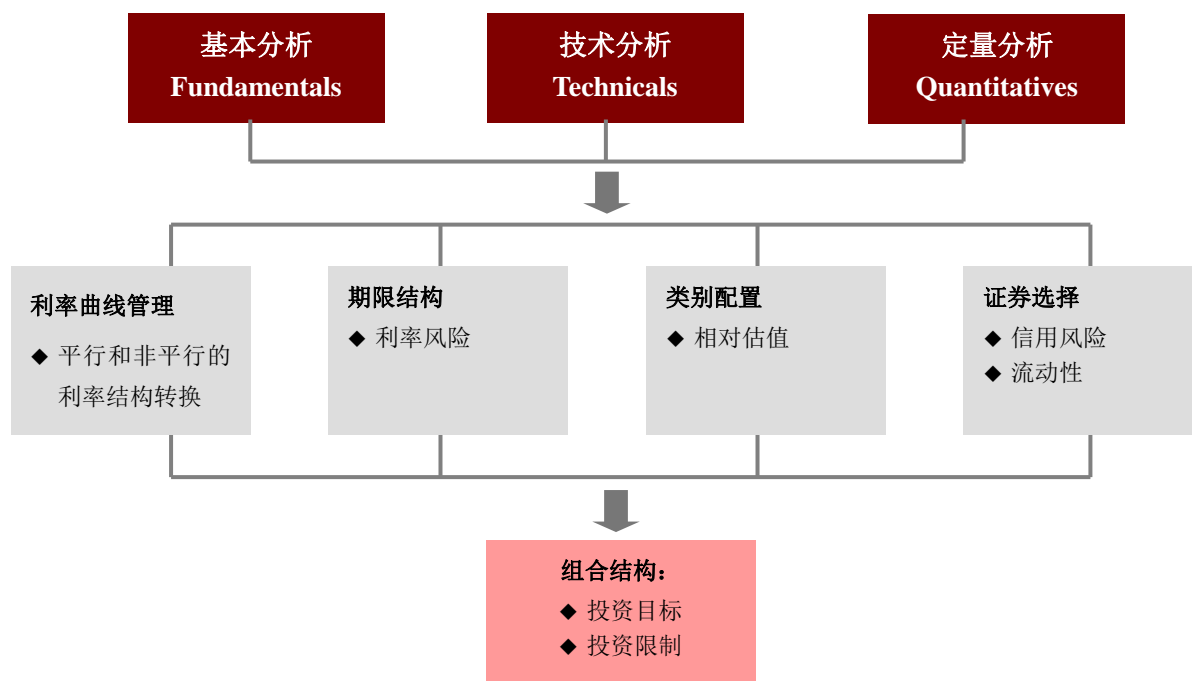 基本分析
Fundamentals
技术分析
Technicals
定量分析
Quantitatives
利率曲线管理
◆ 平行和非平行的
利率结构转换
期限结构
◆ 利率风险
类别配置
◆ 相对估值
证券选择
◆ 信用风险
◆ 流动性
组合结构：
◆ 投资目标
◆ 投资限制